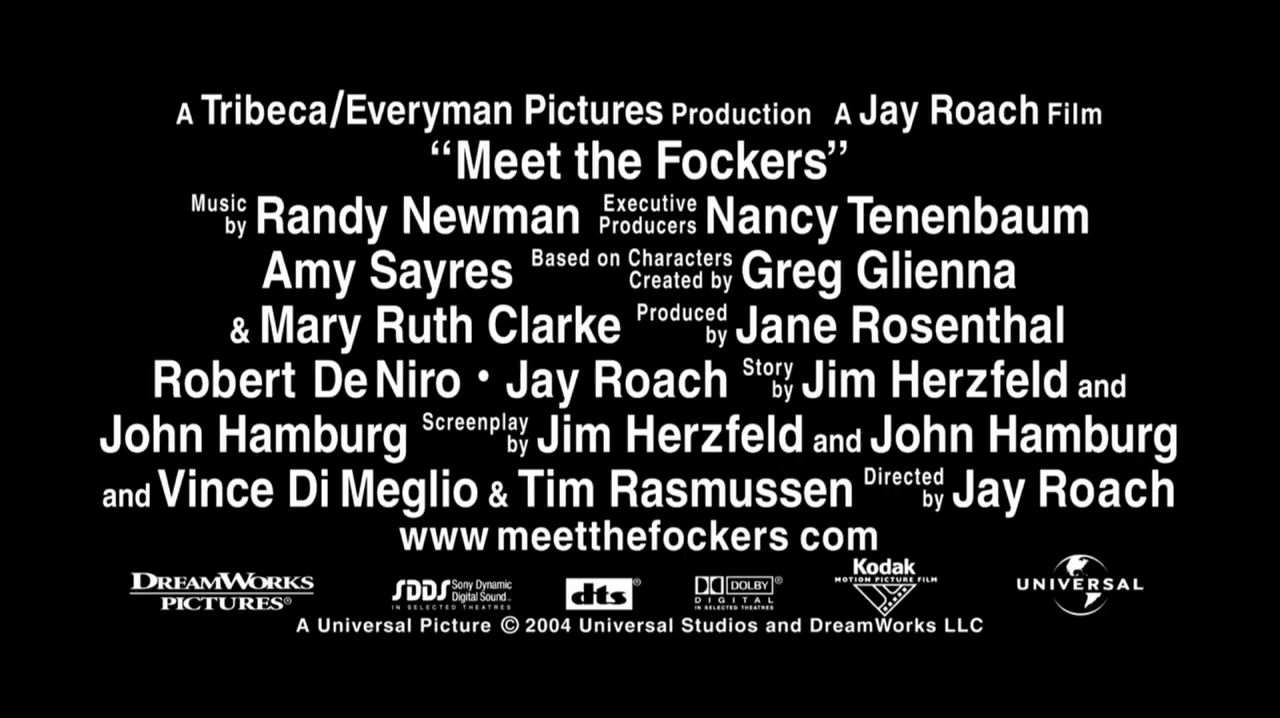 A Tribeca/Everyman Pictures Production A Jay Roach Film
“Meet the Fockers”
Music by Randy Newman Executive Producers Nancy Tenenbaum
Amy Sayres Based on Characters Created by Greg Glienna
& Mary Ruth Clarke Produced by Jane Rosenthal
Robert De Niro • Jay Roach Story by Jim Herzfeld and
John Hamburg Screenplay by Jim Herzfeld and John Hamburg
and Vince Di Meglio & Tim Rasmussen Directed by Jay Roach
www meetthefockers com
DREAMWORKS PICTURES® SDDS Sony Dynamic Digital Sound™ IN SELECTED THEATRES dts® DOLBY® DIGITAL IN SELECTED THEATRES Kodak MOTION PICTURE FILM UNIVERSAL
A Universal Picture © 2004 Universal Studios and DreamWorks LLC